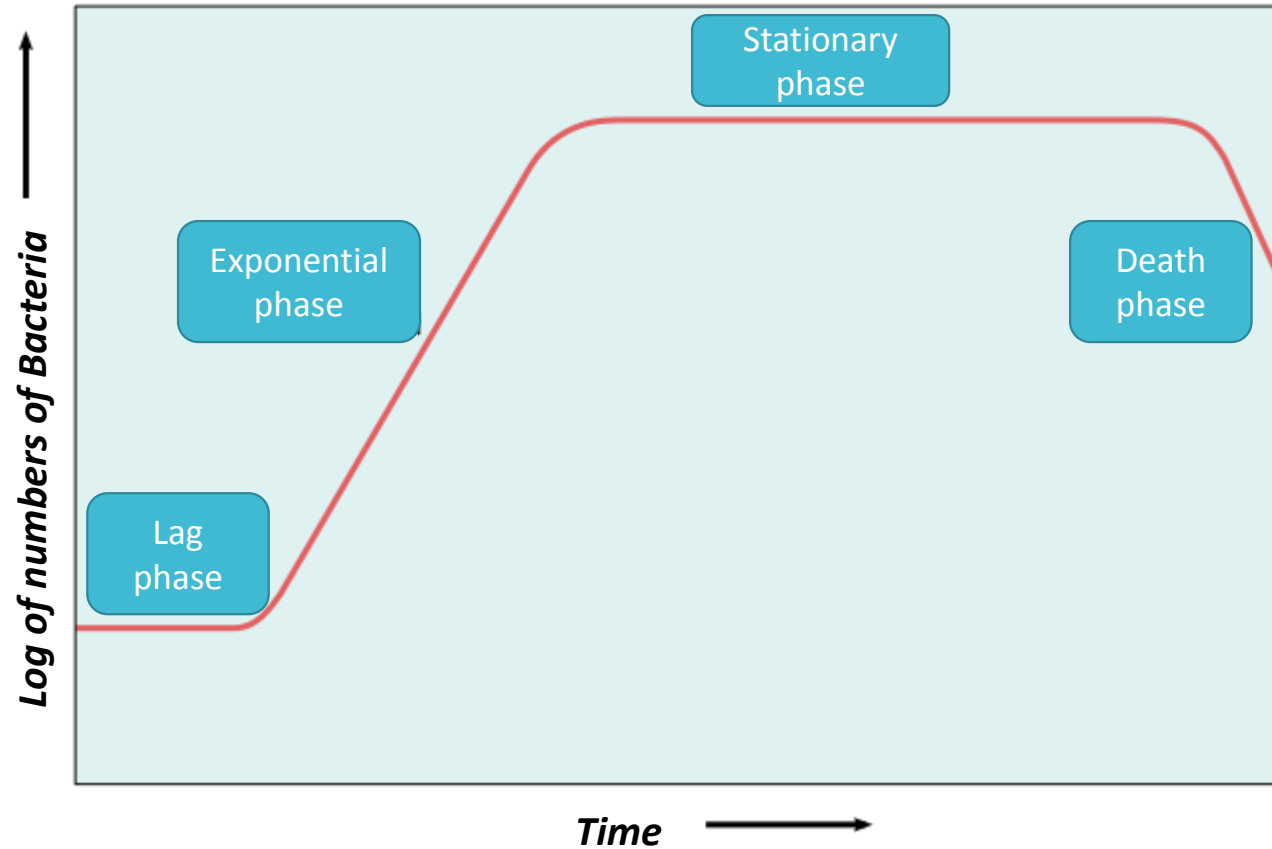 Stationary
phase
Exponential
phase
Death
phase
Lag
phase
Log of numbers of Bacteria
Time